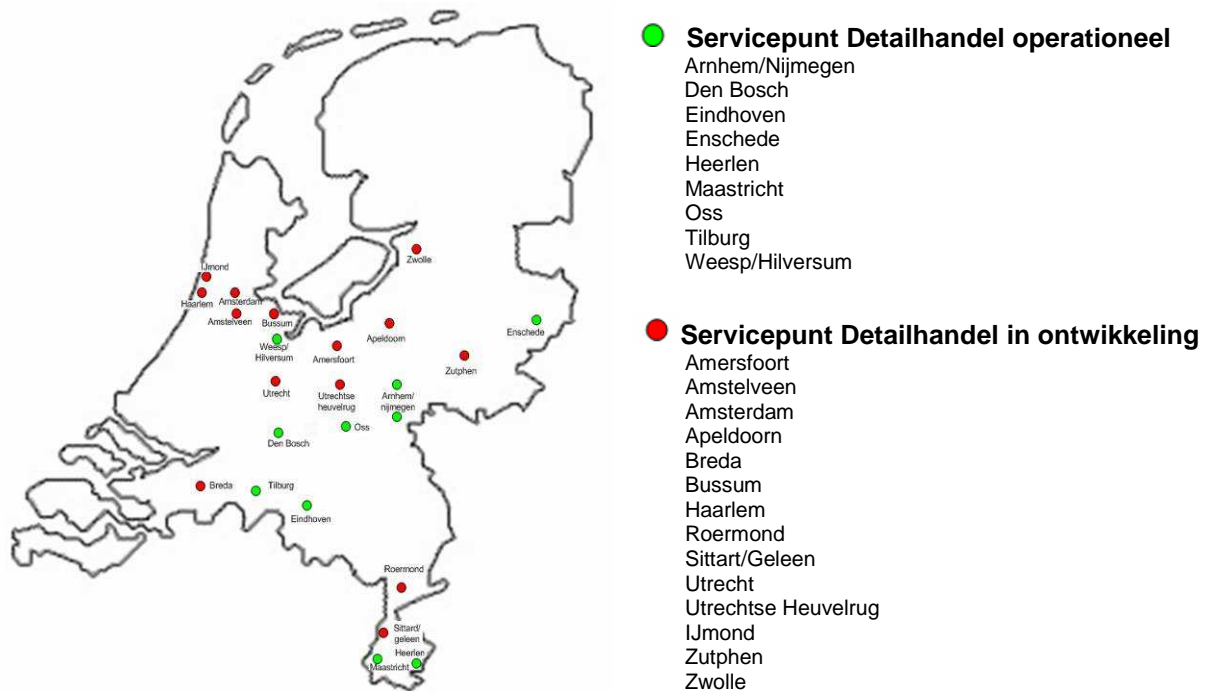 IJmond
Zwolle
Haarlem
Amsterdam
Amstelveen
Bussum
Apeldoorn
Enschede
Weesp/
Hilversum
Amersfoort
Zutphen
Utrecht
Utrechtse
heuvelrug
Arnhem/
nijmegen
Oss
Den Bosch
Breda
Tilburg
Eindhoven
Roermond
Sittard/
geleen
Heerlen
Maastricht
Servicepunt Detailhandel operationeel
Arnhem/Nijmegen
Den Bosch
Eindhoven
Enschede
Heerlen
Maastricht
Oss
Tilburg
Weesp/Hilversum
Servicepunt Detailhandel in ontwikkeling
Amersfoort
Amstelveen
Amsterdam
Apeldoorn
Breda
Bussum
Haarlem
Roermond
Sittart/Geleen
Utrecht
Utrechtse Heuvelrug
IJmond
Zutphen
Zwolle